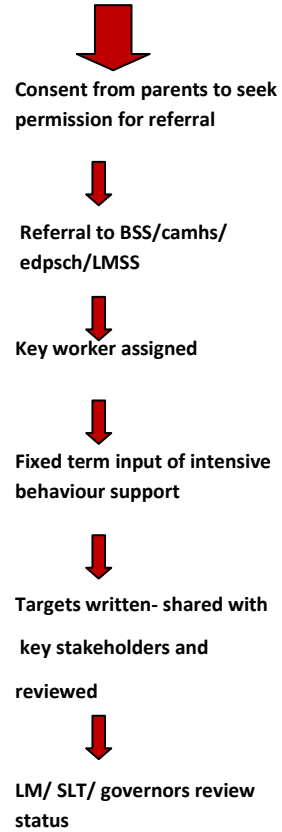 Consent from parents to seek
permission for referral
Referral to BSS/camhs/
edpsch/LMSS
Key worker assigned
Fixed term input of intensive
behaviour support
Targets written- shared with
key stakeholders and
reviewed
LM/ SLT/ governors review
status